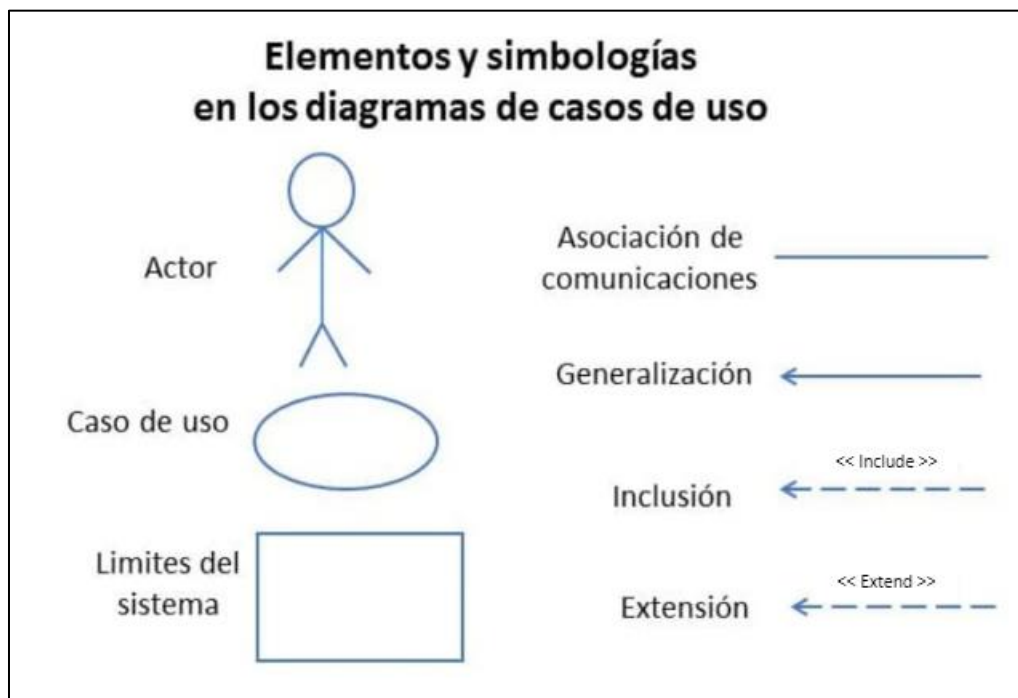 Elementos y simbologías
en los diagramas de casos de uso
Actor
Caso de uso
Limites del
sistema
Asociación de
comunicaciones
Generalización
<< Include >>
Inclusión
<< Extend >>
Extensión